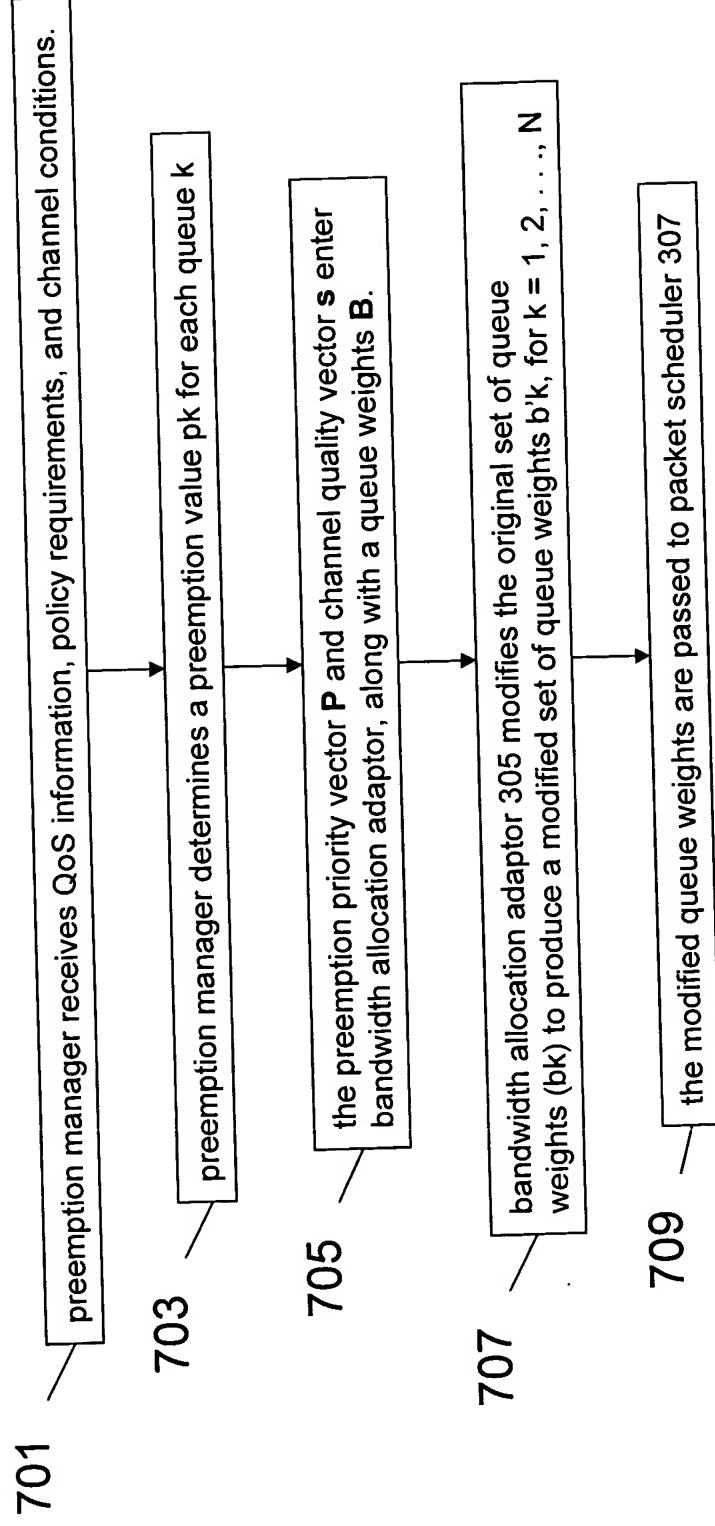 701
preemption manager receives QoS information, policy requirements, and channel conditions.
703
preemption manager determines a preemption value pk for each queue k
705
the preemption priority vector P and channel quality vector s enter
bandwidth allocation adaptor, along with a queue weights B.
707
bandwidth allocation adaptor 305 modifies the original set of queue
weights (bk) to produce a modified set of queue weights b'k, for k = 1, 2, . . ., N
709
the modified queue weights are passed to packet scheduler 307